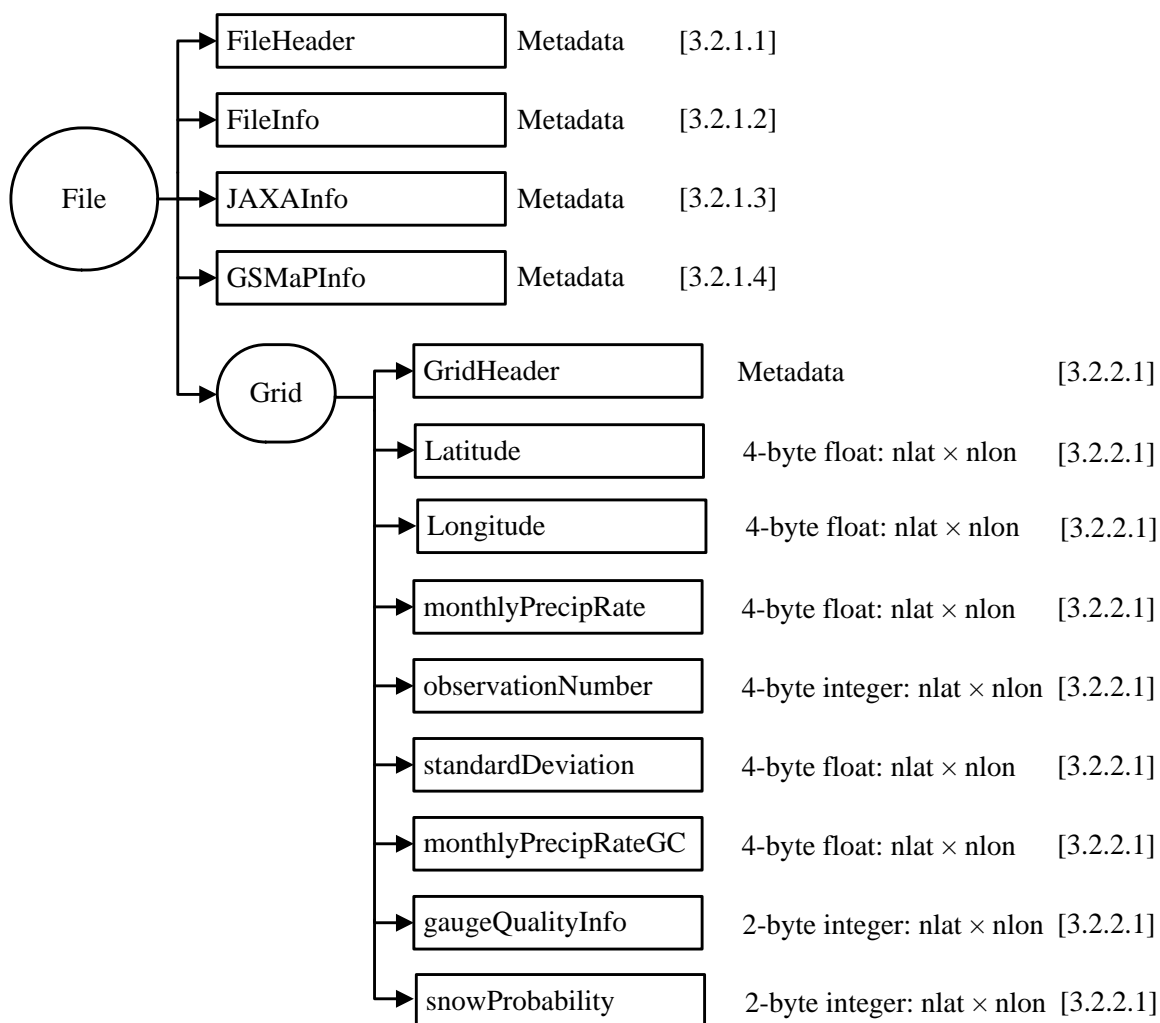 FileHeader Metadata [3.2.1.1]
FileInfo Metadata [3.2.1.2]
File JAXAInfo Metadata [3.2.1.3]
GSMaPInfo Metadata [3.2.1.4]
Grid GridHeader Metadata [3.2.2.1]
Latitude 4-byte float: nlat × nlon [3.2.2.1]
Longitude 4-byte float: nlat × nlon [3.2.2.1]
monthlyPrecipRate 4-byte float: nlat × nlon [3.2.2.1]
observationNumber 4-byte integer: nlat × nlon [3.2.2.1]
standardDeviation 4-byte float: nlat × nlon [3.2.2.1]
monthlyPrecipRateGC 4-byte float: nlat × nlon [3.2.2.1]
gaugeQualityInfo 2-byte integer: nlat × nlon [3.2.2.1]
snowProbability 2-byte integer: nlat × nlon [3.2.2.1]